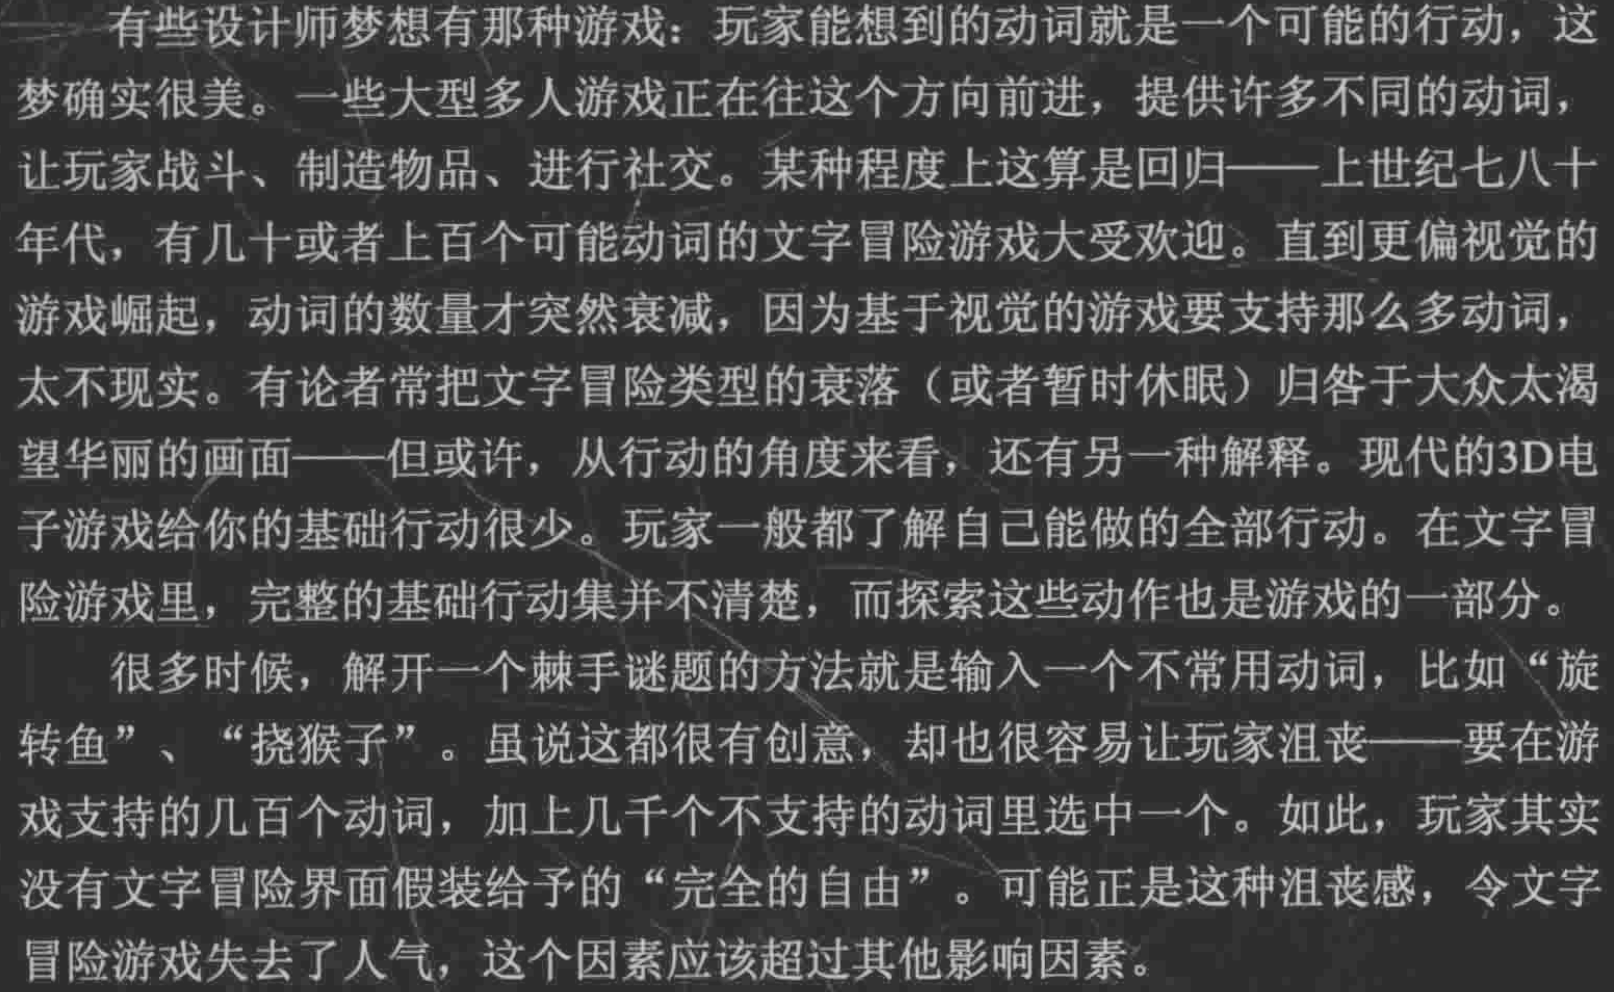 有些设计师梦想有那种游戏：玩家能想到的动词就是一个可能的行动，这
梦确实很美。一些大型多人游戏正在往这个方向前进，提供许多不同的动词，
让玩家战斗、制造物品、进行社交。某种程度上这算是回归——上世纪七八十
年代，有几十或者上百个可能动词的文字冒险游戏大受欢迎。直到更偏视觉的
游戏崛起，动词的数量才突然衰减，因为基于视觉的游戏要支持那么多动词，
太不现实。有论者常把文字冒险类型的衰落（或者暂时休眠）归咎于大众太渴
望华丽的画面——但或许，从行动的角度来看，还有另一种解释。现代的3D电
子游戏给你的基础行动很少。玩家一般都了解自己能做的全部行动。在文字冒
险游戏里，完整的基础行动集并不清楚，而探索这些动作也是游戏的一部分。
很多时候，解开一个棘手谜题的方法就是输入一个不常用动词，比如“旋
转鱼”、“挠猴子”。虽说这都很有创意，却也很容易让玩家沮丧——要在游
戏支持的几百个动词，加上几千个不支持的动词里选中一个。如此，玩家其实
没有文字冒险界面假装给予的“完全的自由”。可能正是这种沮丧感，令文字
冒险游戏失去了人气，这个因素应该超过其他影响因素。